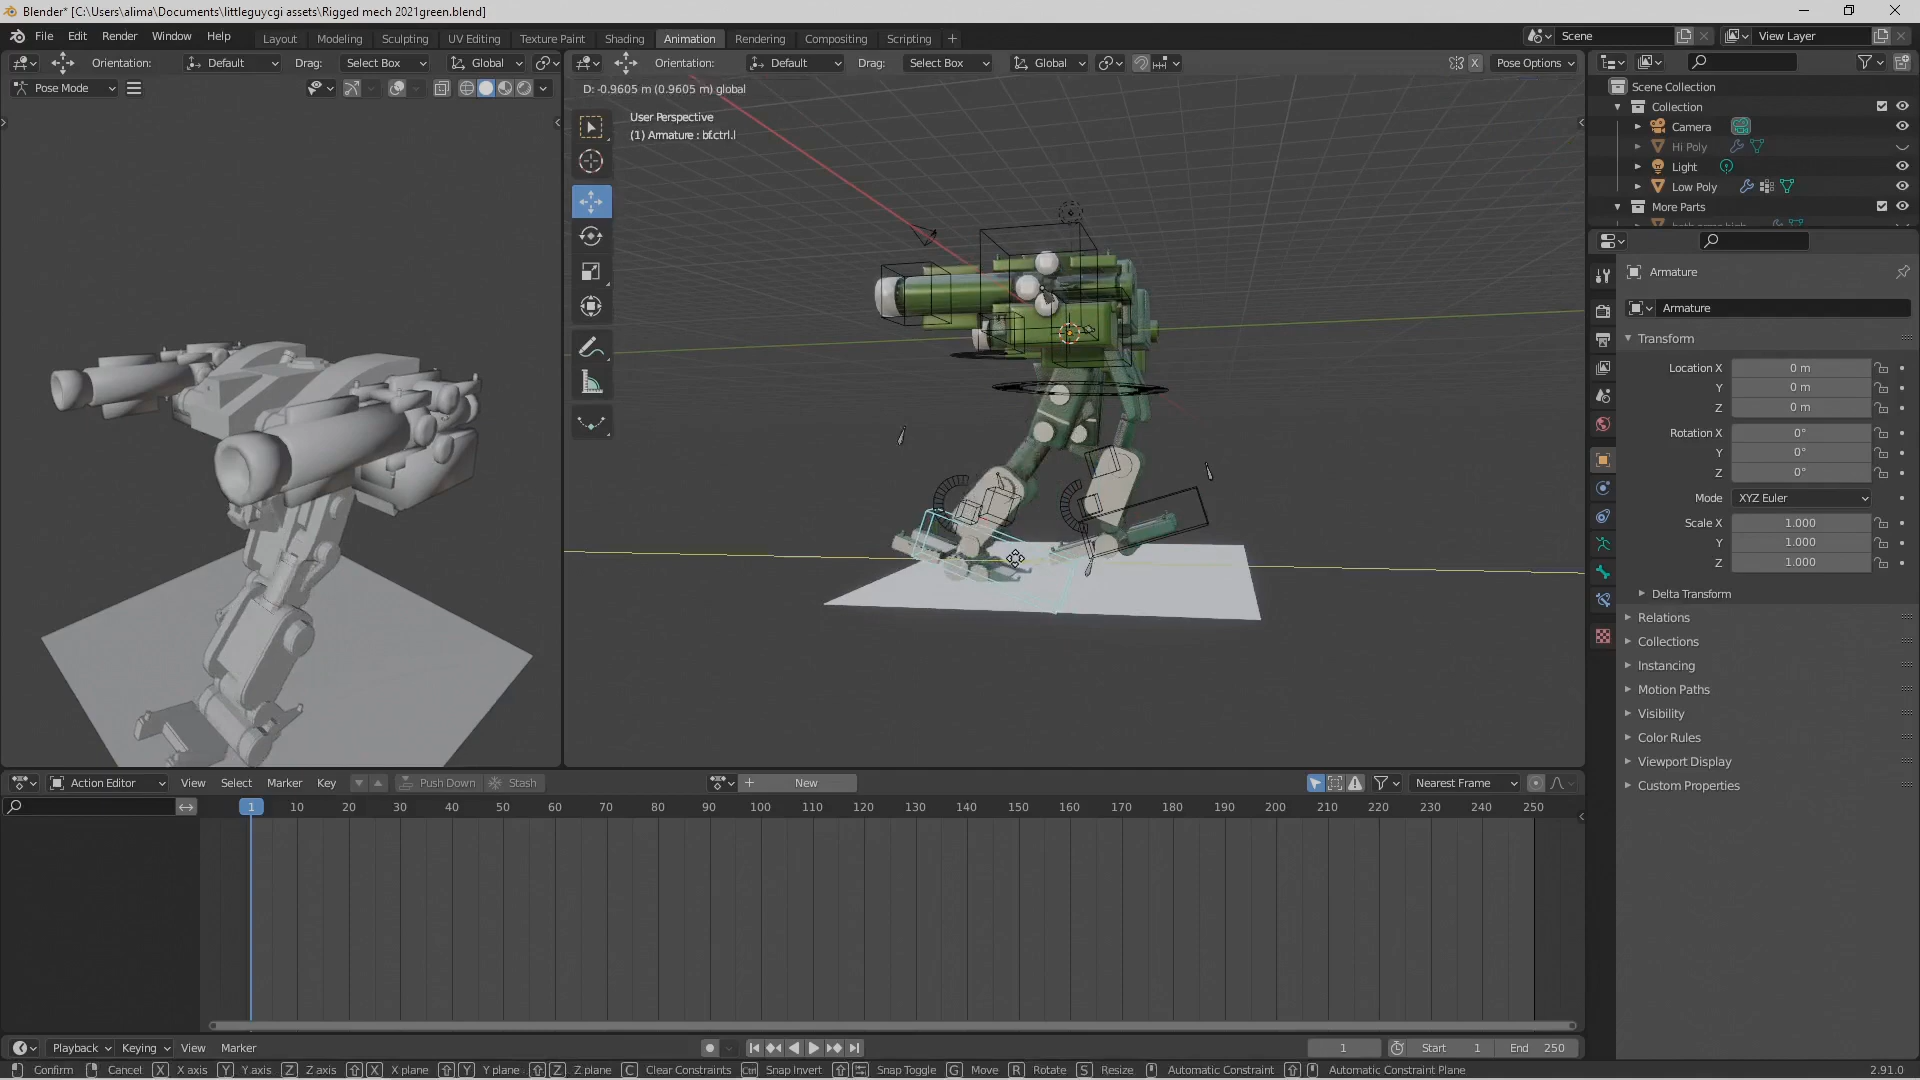 Blender* [C:\Users\alima\Documents\littleguycgi assets\Rigged mech 2021green.blend]
File Edit Render Window Help Layout Modeling Sculpting UV Editing Texture Paint Shading Animation Rendering Compositing Scripting + Scene View Layer
Orientation: Default Drag: Select Box Global Orientation: Default Drag: Select Box Global X Pose Options
Pose Mode
D: -0.9605 m (0.9605 m) global
User Perspective
(1) Armature : bf.ctrl.l
Scene Collection
Collection
Camera
Hi Poly
Light
Low Poly
More Parts
Armature
Armature
Transform
Location X 0 m
Y 0 m
Z 0 m
Rotation X 0°
Y 0°
Z 0°
Mode XYZ Euler
Scale X 1.000
Y 1.000
Z 1.000
Delta Transform
Relations
Collections
Instancing
Motion Paths
Visibility
Color Rules
Viewport Display
Custom Properties
Action Editor View Select Marker Key Push Down Stash + New Nearest Frame
1 10 20 30 40 50 60 70 80 90 100 110 120 130 140 150 160 170 180 190 200 210 220 230 240 250
Playback Keying View Marker 1 Start 1 End 250
Confirm Cancel X X axis Y Y axis Z Z axis X X plane Y Y plane Z Z plane C Clear Constraints Ctrl Snap Invert Snap Toggle G Move R Rotate S Resize Automatic Constraint Automatic Constraint Plane 2.91.0